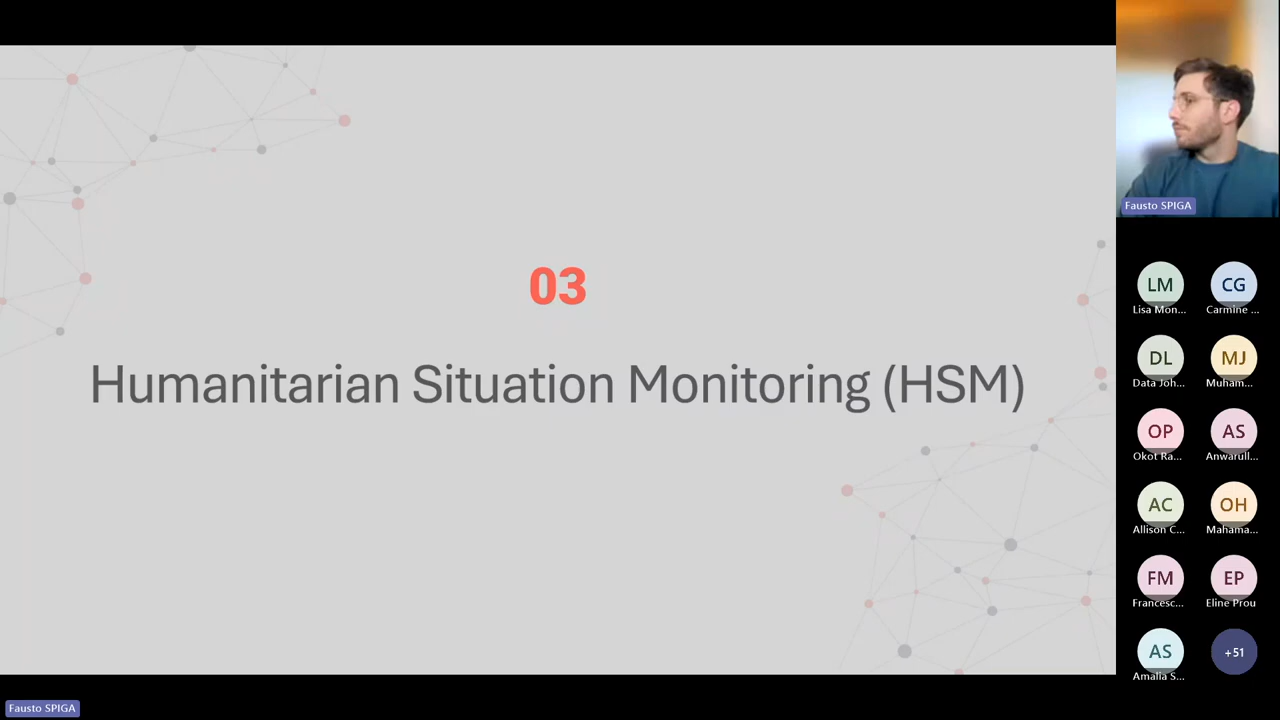 03
Humanitarian Situation Monitoring (HSM)
Fausto SPIGA
LM
CG
Lisa Mon...
Carmine ...
DL
MJ
Data Joh...
Muham...
OP
AS
Okot Ra...
Anwarull...
AC
OH
Allison C...
Mahama...
FM
EP
Francesc...
Eline Prou
AS
+51
Amalia S...
Fausto SPIGA